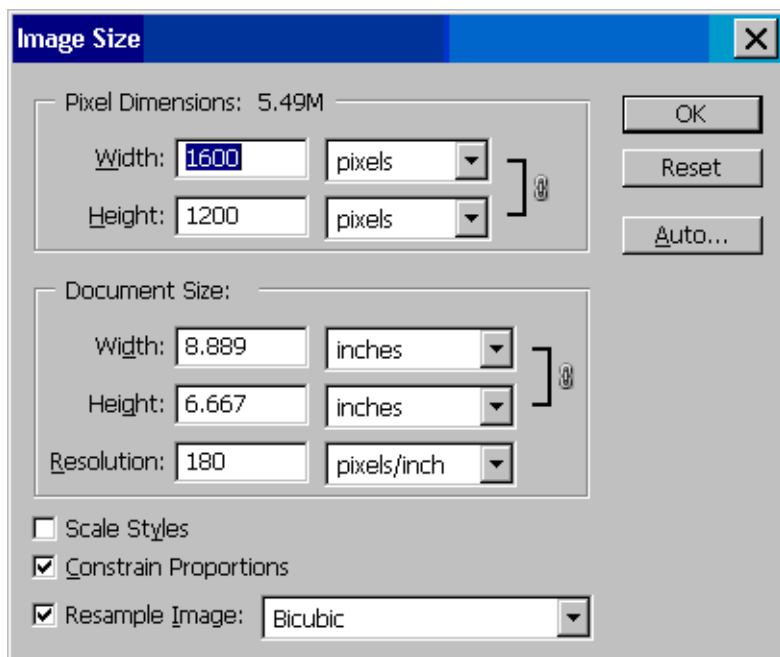 Image Size
Pixel Dimensions: 5.49M
OK
Width: 1600 pixels
Reset
Height: 1200 pixels
Auto...
Document Size:
Width: 8.889 inches
Height: 6.667 inches
Resolution: 180 pixels/inch
Scale Styles
Constrain Proportions
Resample Image: Bicubic